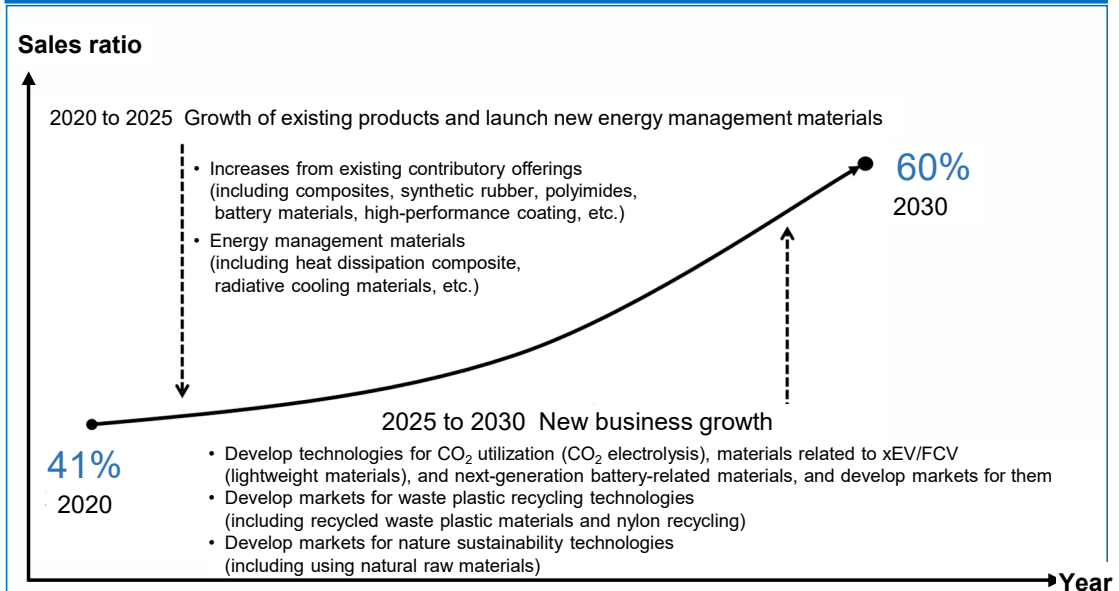 Sales ratio
2020 to 2025 Growth of existing products and launch new energy management materials
• Increases from existing contributory offerings
(including composites, synthetic rubber, polyimides,
battery materials, high-performance coating, etc.)
• Energy management materials
(including heat dissipation composite,
radiative cooling materials, etc.)
60%
2030
41%
2020
2025 to 2030 New business growth
• Develop technologies for CO₂ utilization (CO₂ electrolysis), materials related to xEV/FCV
(lightweight materials), and next-generation battery-related materials, and develop markets for them
• Develop markets for waste plastic recycling technologies
(including recycled waste plastic materials and nylon recycling)
• Develop markets for nature sustainability technologies
(including using natural raw materials)
Year